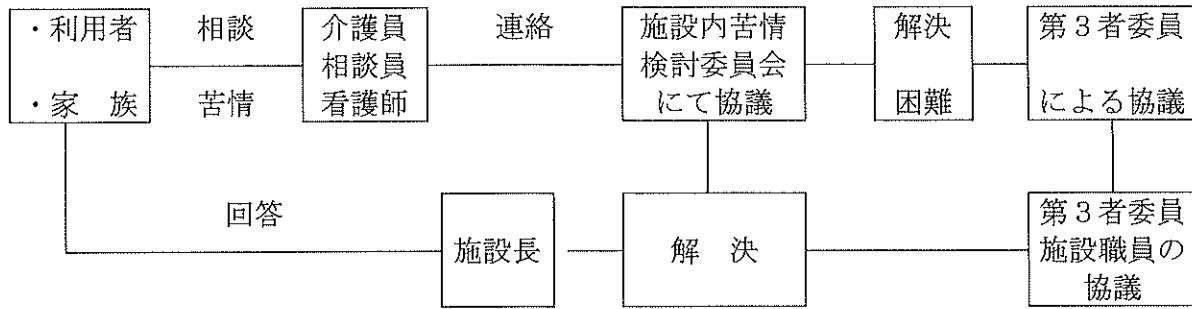 ・利用者
・家　族
相談
苦情
介護員
相談員
看護師
連絡
施設内苦情
検討委員会
にて協議
解決
困難
第３者委員
による協議
回答
施設長
解　決
第３者委員
施設職員の
協議